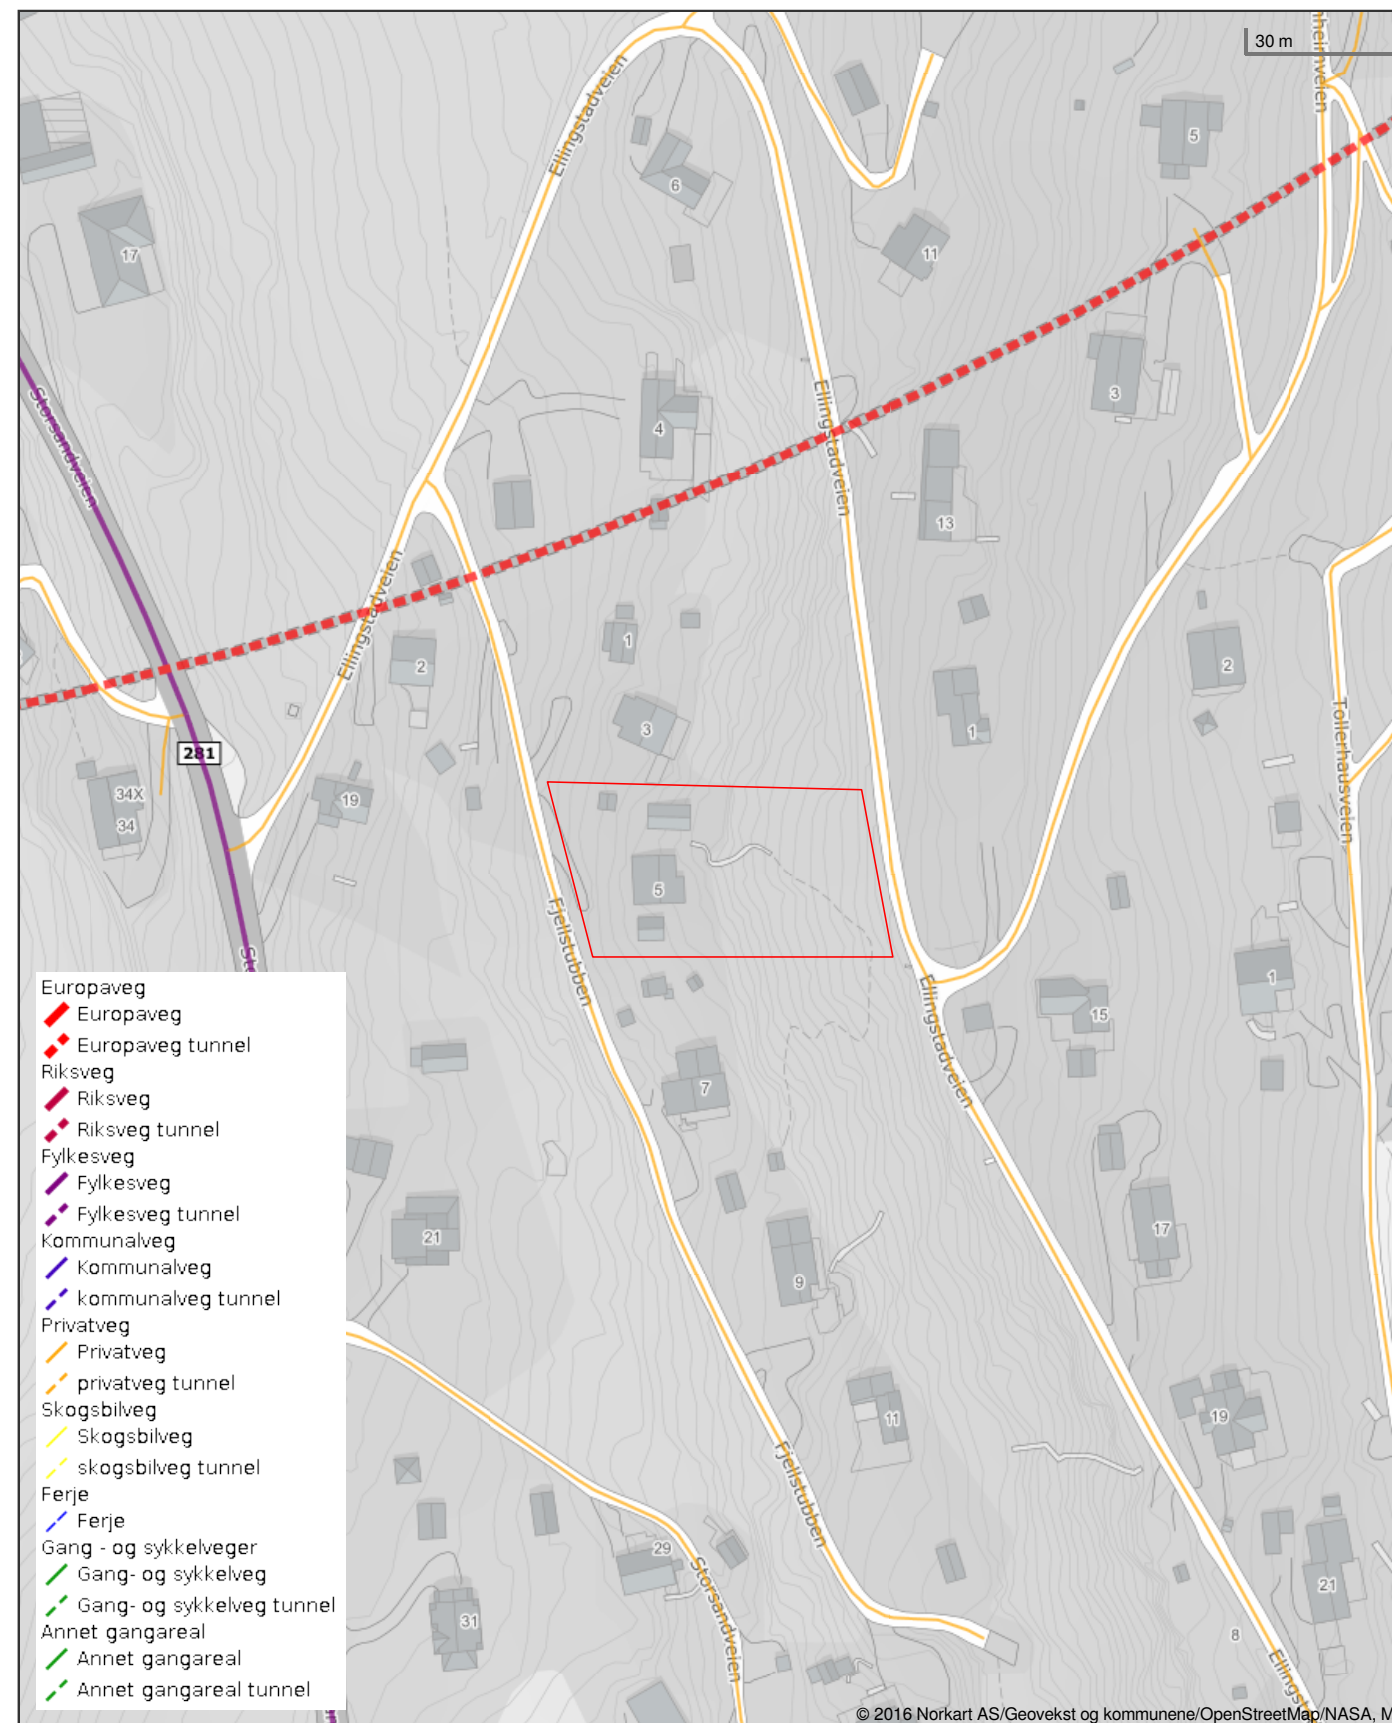 30 m
nheimveien
Ellingstadveien
5
6
17
11
3
Storsandveien
Ellingstadveien
4
13
Ellingstadveien
1
2
2
3
1
Tollerhausveien
281
34X
34
19
5
Fjellstubben
Sto
1
Ellingstadveien
15
7
17
21
9
19
11
Fjellstubben
29
Storsandveien
21
31
8
Ellingst
Europaveg
Europaveg
Europaveg tunnel
Riksveg
Riksveg
Riksveg tunnel
Fylkesveg
Fylkesveg
Fylkesveg tunnel
Kommunalveg
Kommunalveg
kommunalveg tunnel
Privatveg
Privatveg
privatveg tunnel
Skogsbilveg
Skogsbilveg
skogsbilveg tunnel
Ferje
Ferje
Gang - og sykkelveger
Gang- og sykkelveg
Gang- og sykkelveg tunnel
Annet gangareal
Annet gangareal
Annet gangareal tunnel
© 2016 Norkart AS/Geovekst og kommunene/OpenStreetMap/NASA, M